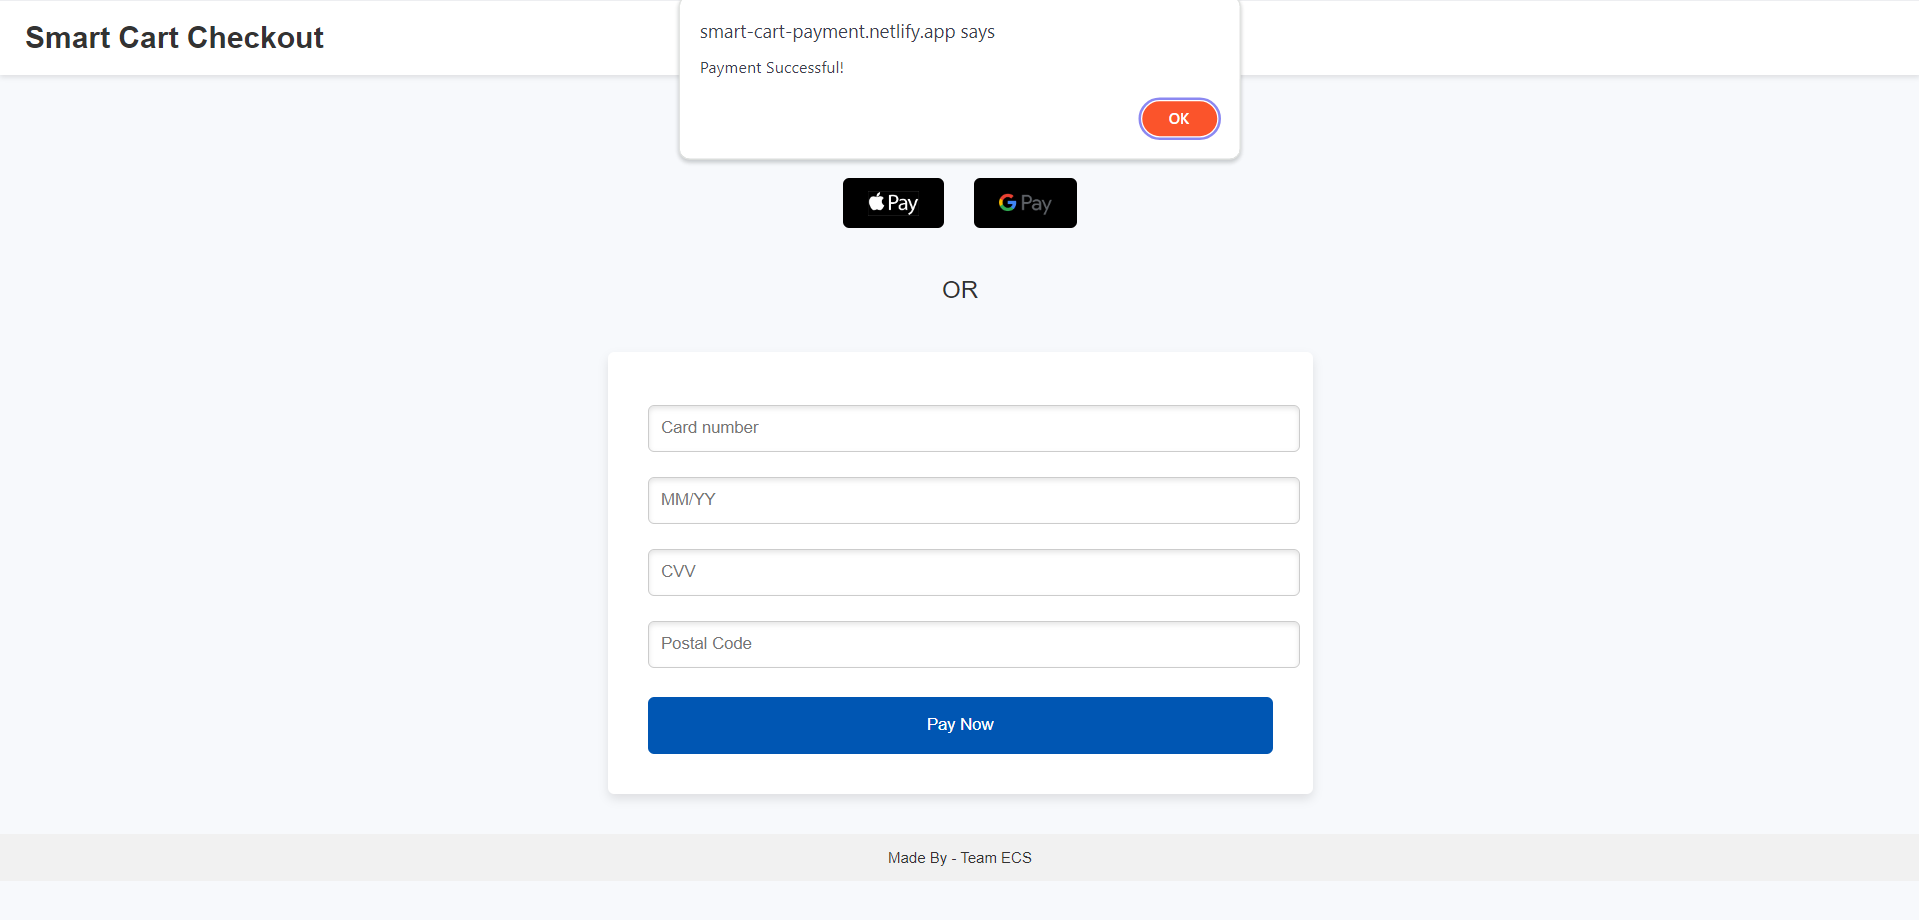 Smart Cart Checkout
smart-cart-payment.netlify.app says
Payment Successful!
OK
Pay
G Pay
OR
Card number
MM/YY
CVV
Postal Code
Pay Now
Made By - Team ECS